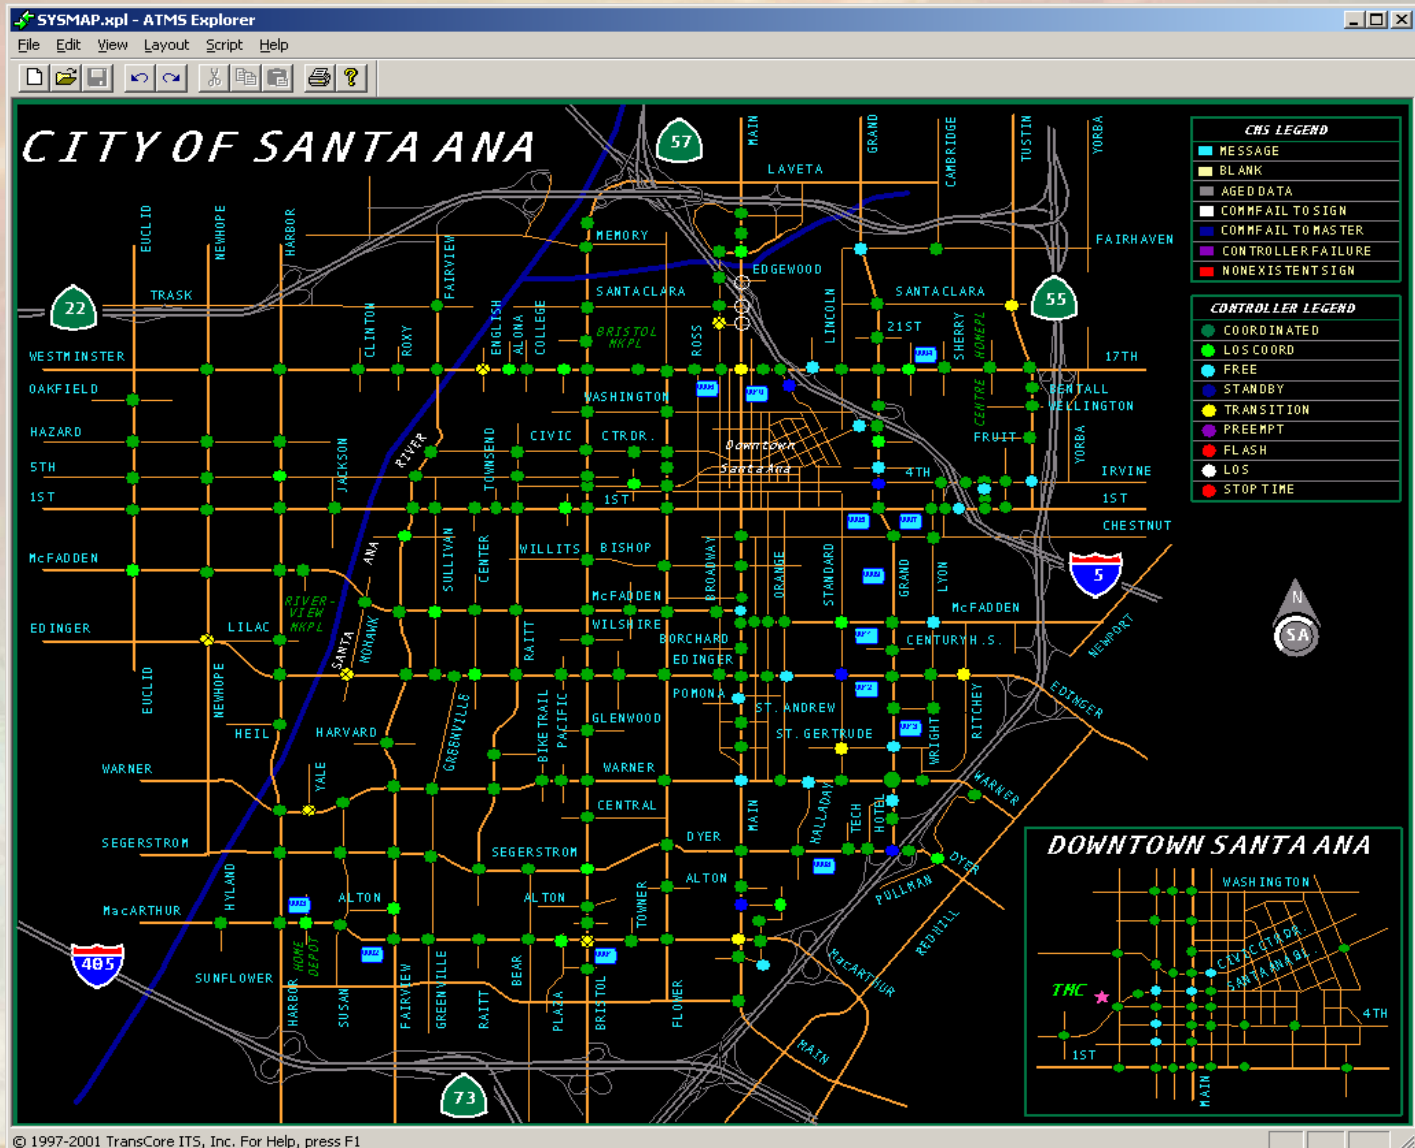 SYSMAP.xpl - ATMS Explorer
File Edit View Layout Script Help
CITY OF SANTA ANA
57
MAIN
GRAND
CAMBRIDGE
TUSTIN
YORBA
LAVETA
CMS LEGEND
MESSAGE
BLANK
AGED DATA
COMMFAIL TO SIGN
COMMFAIL TO MASTER
CONTROLLER FAILURE
NONEXISTENT SIGN
EUCLID
NEWHOPE
HARBOR
FAIRVIEW
MEMORY
FAIRHAVEN
EDGEWOOD
TRASK
22
SANTA CLARA
SANTA CLARA
55
CLINTON
ROXY
ENGLISH
ALONA
COLLEGE
BRISTOL
MKPL
ROSS
LINCOLN
21ST
SHERRY
HOMEPL
CENTRE
CONTROLLER LEGEND
COORDINATED
LOS COORD
FREE
STANDBY
TRANSITION
PREEMPT
FLASH
LOS
STOP TIME
WESTMINSTER
17TH
OAKFIELD
WASHINGTON
BENTALL
WELLINGTON
HAZARD
JACKSON
RIVER
TOWNSEND
CIVIC
CTR DR.
Downtown
Santa Ana
FRUIT
YORBA
5TH
4TH
IRVINE
1ST
1ST
1ST
CHESTNUT
McFADDEN
ANA
SULLIVAN
CENTER
WILLITS
BISHOP
BROADWAY
ORANGE
STANDARD
GRAND
LYON
5
RIVER-
VIEW
MKPL
McFADDEN
McFADDEN
EDINGER
LILAC
SANTA
MOHAWK
RAITT
WILSHIRE
BORCHARD
CENTURY H.S.
NEWPORT
EDINGER
EDINGER
N
SA
EUCLID
NEWHOPE
POMONA
ST. ANDREW
GREENVILLE
BIKE TRAIL
PACIFIC
GLENWOOD
HEIL
HARVARD
ST. GERTRUDE
WRIGHT
RITCHEY
WARNER
YALE
WARNER
WARNER
CENTRAL
MAIN
HALLADAY
TECH
HOTEL
SEGERSTROM
SEGERSTROM
DYER
DYER
HYLAND
ALTON
ALTON
ALTON
TOWNER
PULLMAN
REDHILL
MacARTHUR
MacARTHUR
HOME
DEPOT
405
SUNFLOWER
HARBOR
SUSAN
FAIRVIEW
GREENVILLE
RAITT
BEAR
PLAZA
BRISTOL
FLOWER
MAIN
73
DOWNTOWN SANTA ANA
WASHINGTON
CIVIC CTR DR.
SANTA ANA BL.
TMC
4TH
1ST
MAIN
© 1997-2001 TransCore ITS, Inc. For Help, press F1